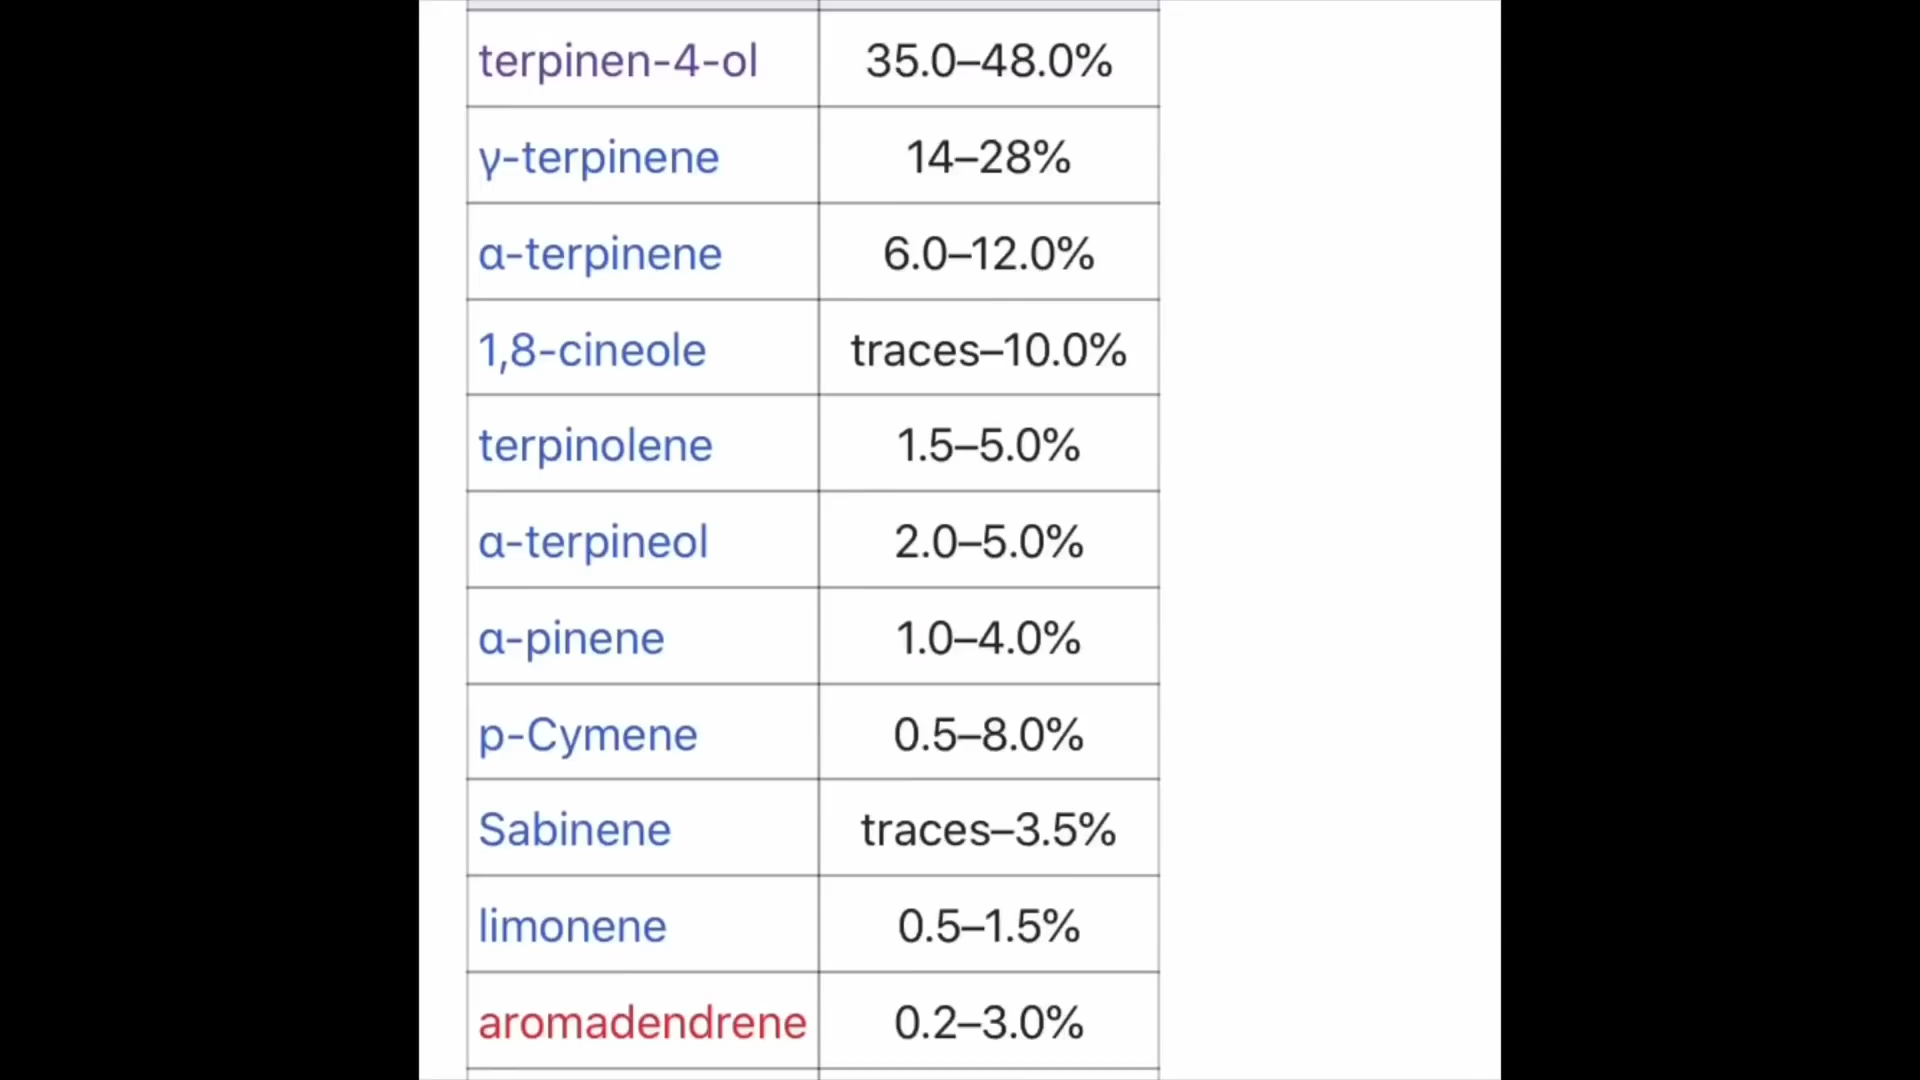 terpinen-4-ol 35.0–48.0%
γ-terpinene 14–28%
α-terpinene 6.0–12.0%
1,8-cineole traces–10.0%
terpinolene 1.5–5.0%
α-terpineol 2.0–5.0%
α-pinene 1.0–4.0%
p-Cymene 0.5–8.0%
Sabinene traces–3.5%
limonene 0.5–1.5%
aromadendrene 0.2–3.0%